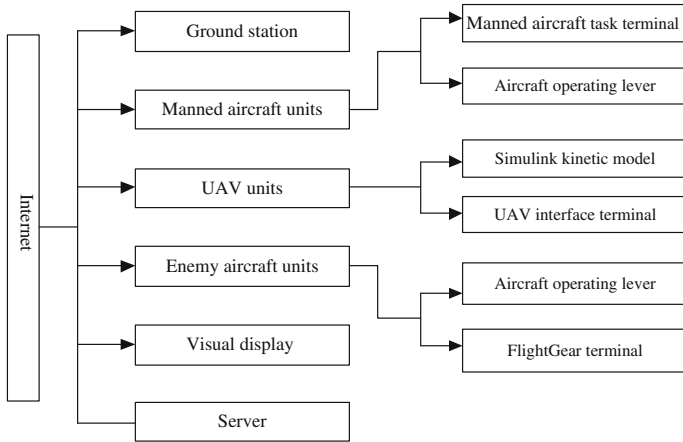 Internet
Ground station
Manned aircraft units
UAV units
Enemy aircraft units
Visual display
Server
Manned aircraft task terminal
Aircraft operating lever
Simulink kinetic model
UAV interface terminal
Aircraft operating lever
FlightGear terminal